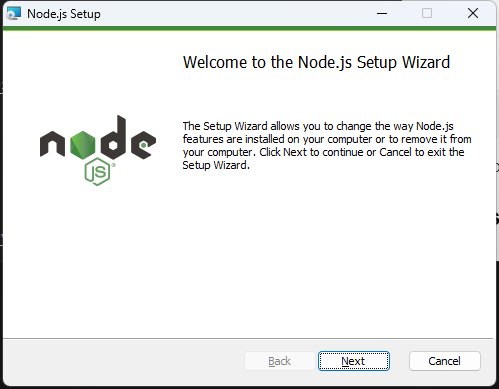 Node.js Setup
Welcome to the Node.js Setup Wizard
The Setup Wizard allows you to change the way Node.js
features are installed on your computer or to remove it from
your computer. Click Next to continue or Cancel to exit the
Setup Wizard.
node
JS
Back
Next
Cancel